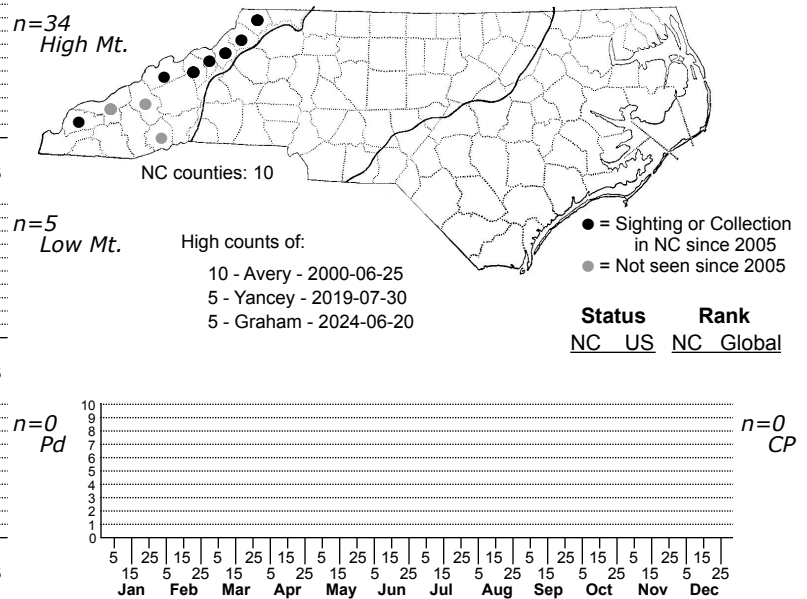 n=34
High Mt.
NC counties: 10
n=5
Low Mt.
High counts of:
10 - Avery - 2000-06-25
5 - Yancey - 2019-07-30
5 - Graham - 2024-06-20
● = Sighting or Collection
in NC since 2005
● = Not seen since 2005
Status Rank
NC US NC Global
n=0
Pd
10
9
8
7
6
5
4
3
2
1
0
n=0
CP
5 25 15 5 25 15 5 25 15 5 25 15 5 25 15 5 25 15
15 5 25 15 5 25 15 5 25 15 5 25 15 5 25 15 5 25
Jan Feb Mar Apr May Jun Jul Aug Sep Oct Nov Dec